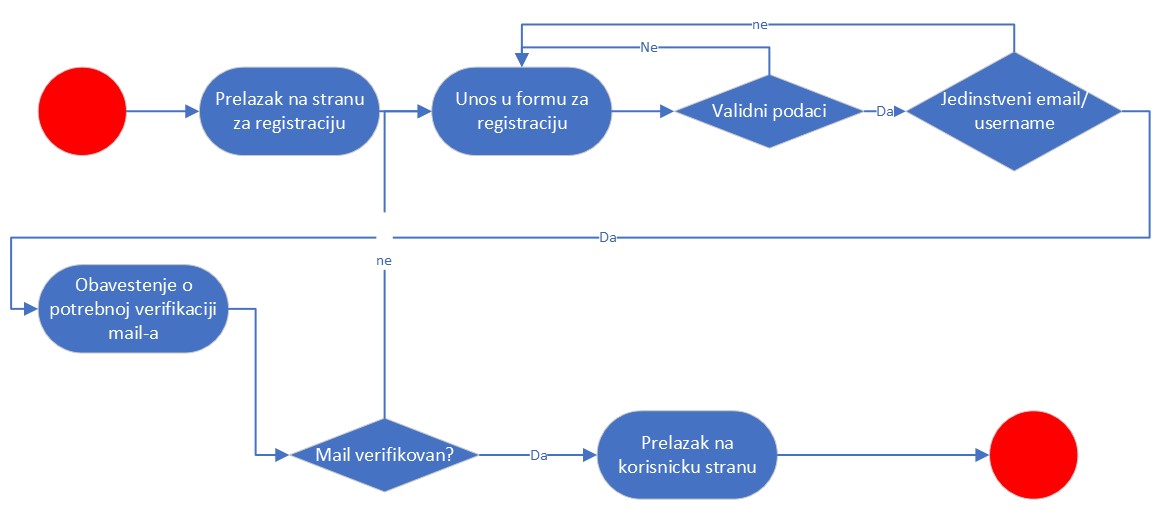 ne
Ne
Prelazak na stranu
za registraciju
Unos u formu za
registraciju
Validni podaci
Da
Jedinstveni email/
username
Da
ne
Obavestenje o
potrebnoj verifikaciji
mail-a
Mail verifikovan?
Da
Prelazak na
korisnicku stranu